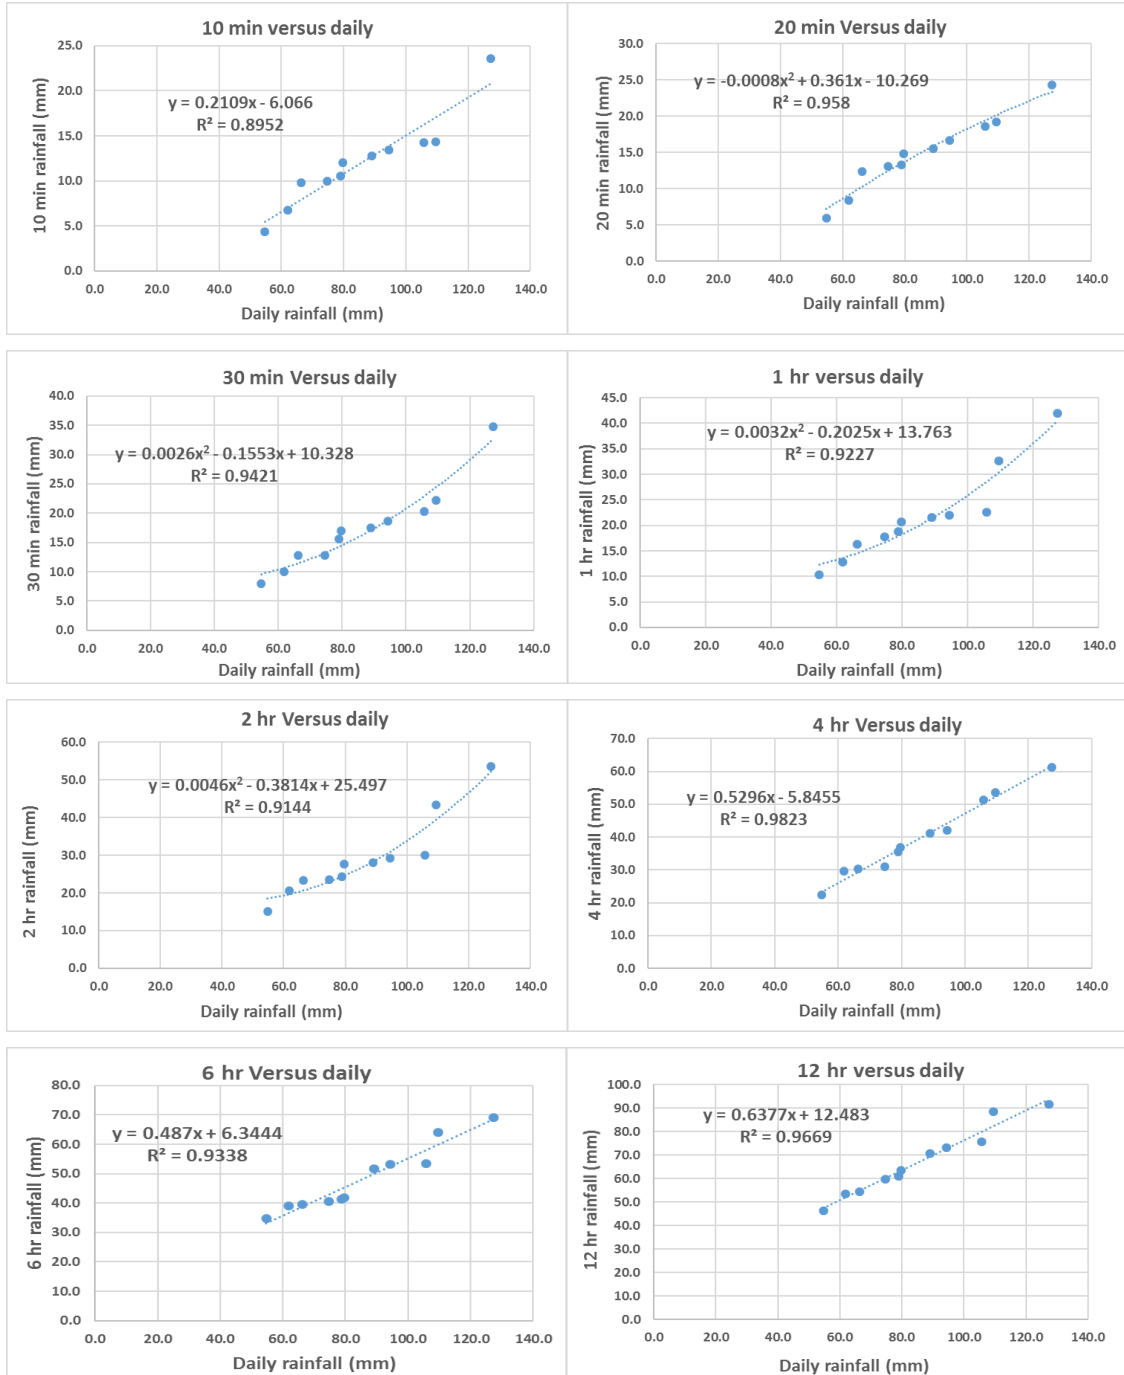 10 min versus daily
25.0
20.0
15.0
10.0
5.0
0.0
10 min rainfall (mm)
y = 0.2109x - 6.066
R² = 0.8952
0.0 20.0 40.0 60.0 80.0 100.0 120.0 140.0
Daily rainfall (mm)
20 min Versus daily
30.0
25.0
20.0
15.0
10.0
5.0
0.0
20 min rainfall (mm)
y = -0.0008x² + 0.361x - 10.269
R² = 0.958
0.0 20.0 40.0 60.0 80.0 100.0 120.0 140.0
Daily rainfall (mm)
30 min Versus daily
40.0
35.0
30.0
25.0
20.0
15.0
10.0
5.0
0.0
30 min rainfall (mm)
y = 0.0026x² - 0.1553x + 10.328
R² = 0.9421
0.0 20.0 40.0 60.0 80.0 100.0 120.0 140.0
Daily rainfall (mm)
1 hr versus daily
45.0
40.0
35.0
30.0
25.0
20.0
15.0
10.0
5.0
0.0
1 hr rainfall (mm)
y = 0.0032x² - 0.2025x + 13.763
R² = 0.9227
0.0 20.0 40.0 60.0 80.0 100.0 120.0 140.0
Daily rainfall (mm)
2 hr Versus daily
60.0
50.0
40.0
30.0
20.0
10.0
0.0
2 hr rainfall (mm)
y = 0.0046x² - 0.3814x + 25.497
R² = 0.9144
0.0 20.0 40.0 60.0 80.0 100.0 120.0 140.0
Daily rainfall (mm)
4 hr Versus daily
70.0
60.0
50.0
40.0
30.0
20.0
10.0
0.0
4 hr rainfall (mm)
y = 0.5296x - 5.8455
R² = 0.9823
0.0 20.0 40.0 60.0 80.0 100.0 120.0 140.0
Daily rainfall (mm)
6 hr Versus daily
80.0
70.0
60.0
50.0
40.0
30.0
20.0
10.0
0.0
6 hr rainfall (mm)
y = 0.487x + 6.3444
R² = 0.9338
0.0 20.0 40.0 60.0 80.0 100.0 120.0 140.0
Daily rainfall (mm)
12 hr versus daily
100.0
90.0
80.0
70.0
60.0
50.0
40.0
30.0
20.0
10.0
0.0
12 hr rainfall (mm)
y = 0.6377x + 12.483
R² = 0.9669
0.0 20.0 40.0 60.0 80.0 100.0 120.0 140.0
Daily rainfall (mm)